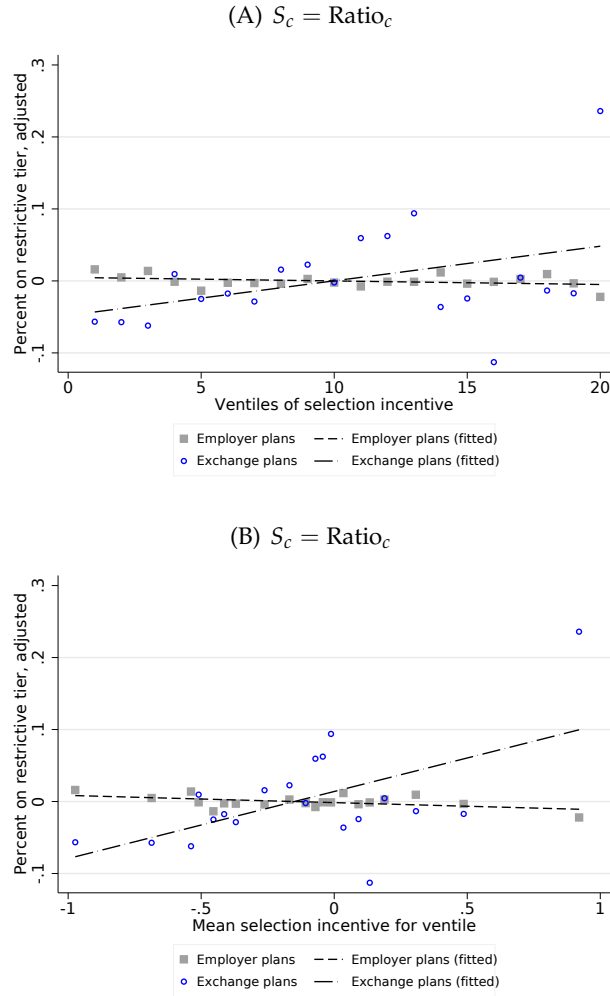 (A) S_c = Ratio_c
Percent on restrictive tier, adjusted
.3
.2
.1
0
-.1
0 5 10 15 20
Ventiles of selection incentive
Employer plans Employer plans (fitted)
Exchange plans Exchange plans (fitted)
(B) S_c = Ratio_c
Percent on restrictive tier, adjusted
.3
.2
.1
0
-.1
-1 -.5 0 .5 1
Mean selection incentive for ventile
Employer plans Employer plans (fitted)
Exchange plans Exchange plans (fitted)